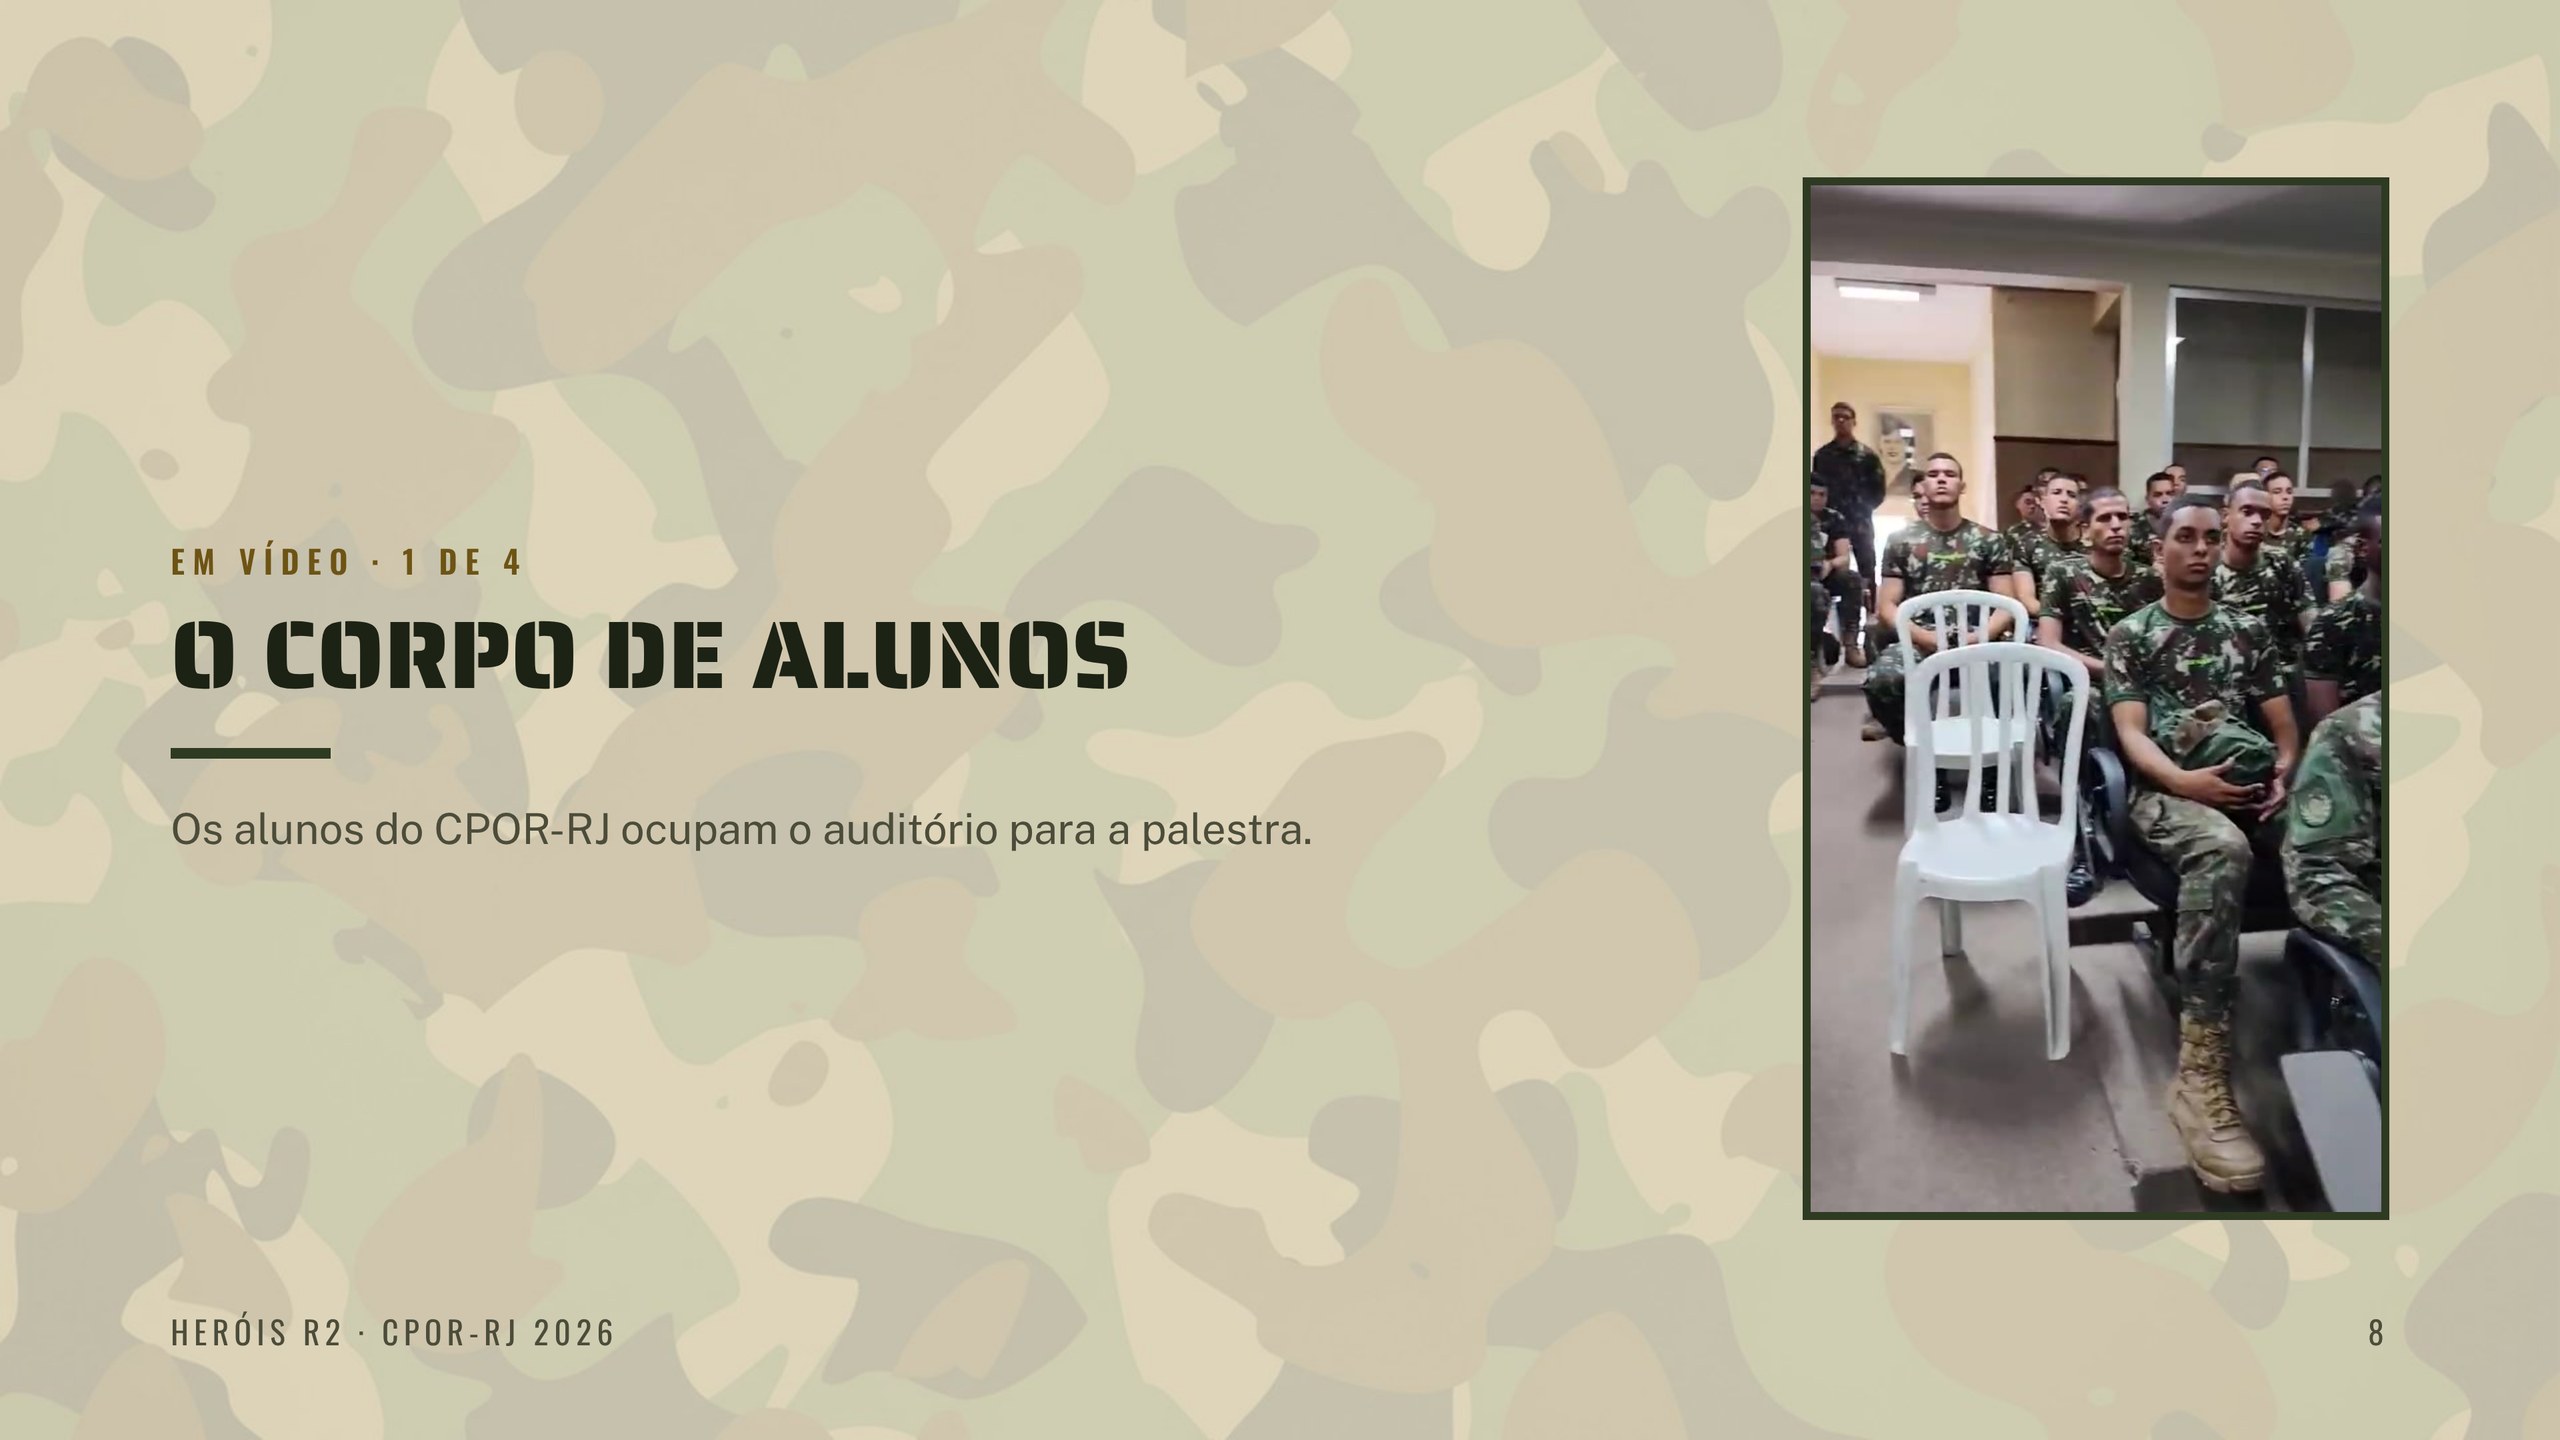 EM VÍDEO · 1 DE 4
O CORPO DE ALUNOS
Os alunos do CPOR-RJ ocupam o auditório para a palestra.
HERÓIS R2 · CPOR-RJ 2026
8